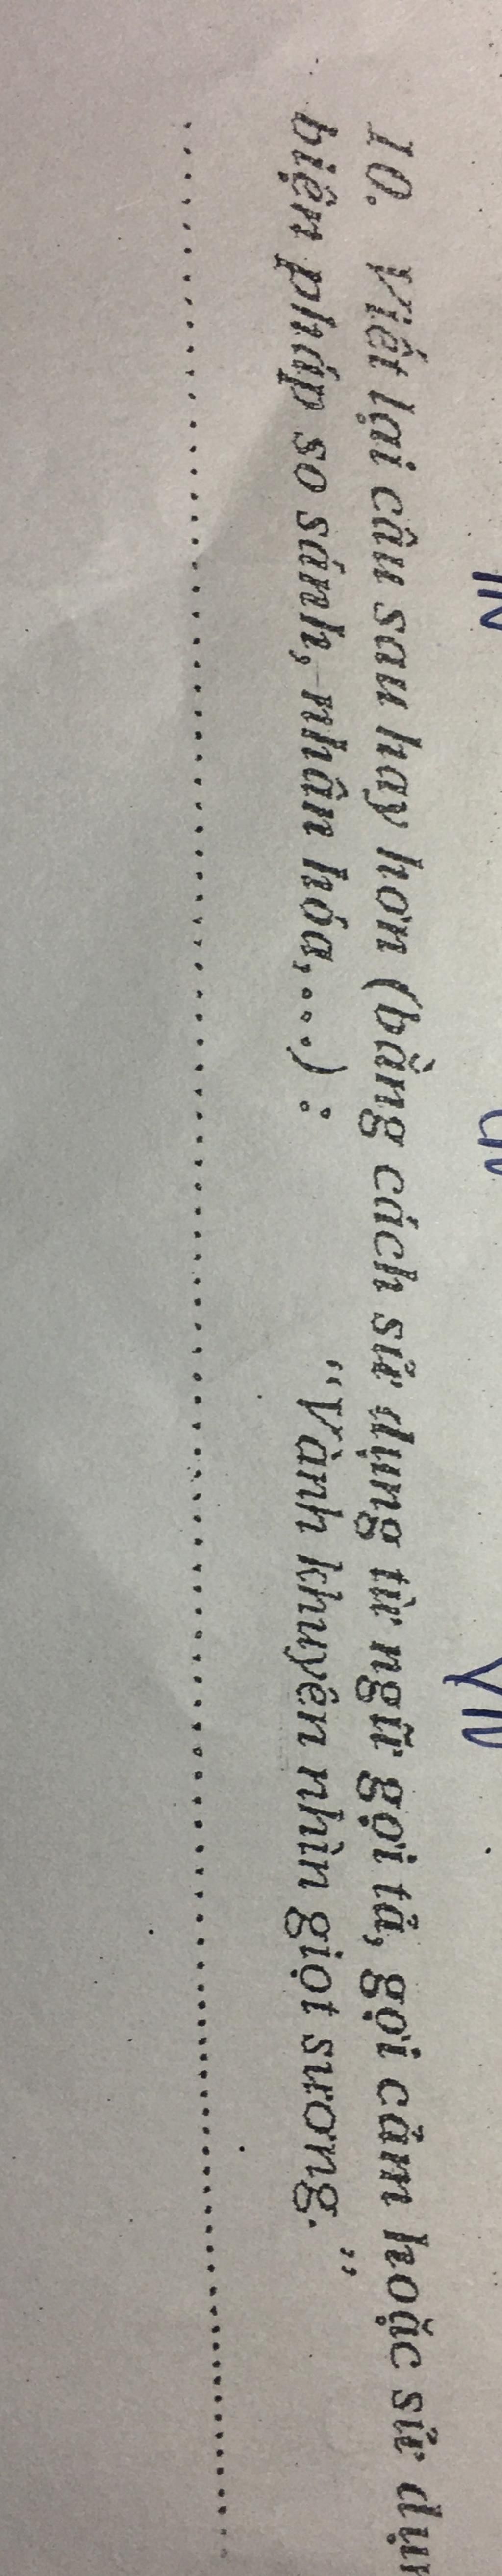 10. Viết lại câu sau hay hơn (bằng cách sử dụng từ ngữ gợi tả, gợi cảm hoặc sử
biện pháp so sánh, nhân hóa,...) : "Vành khuyên nhìn giọt sương."